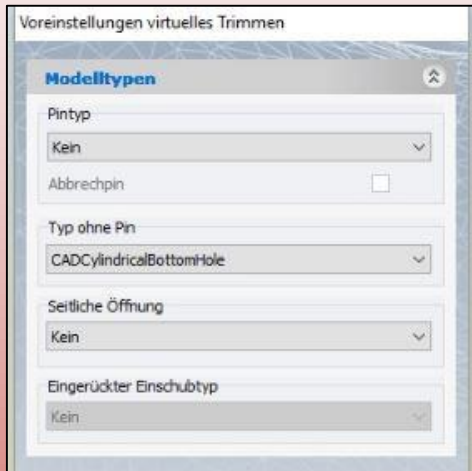 Voreinstellungen virtuelles Trimmen
Modelltypen
Pintyp
Kein
Abbrechpin
Typ ohne Pin
CADCylindricalBottomHole
Seitliche Öffnung
Kein
Eingerückter Einschubtyp
Kein